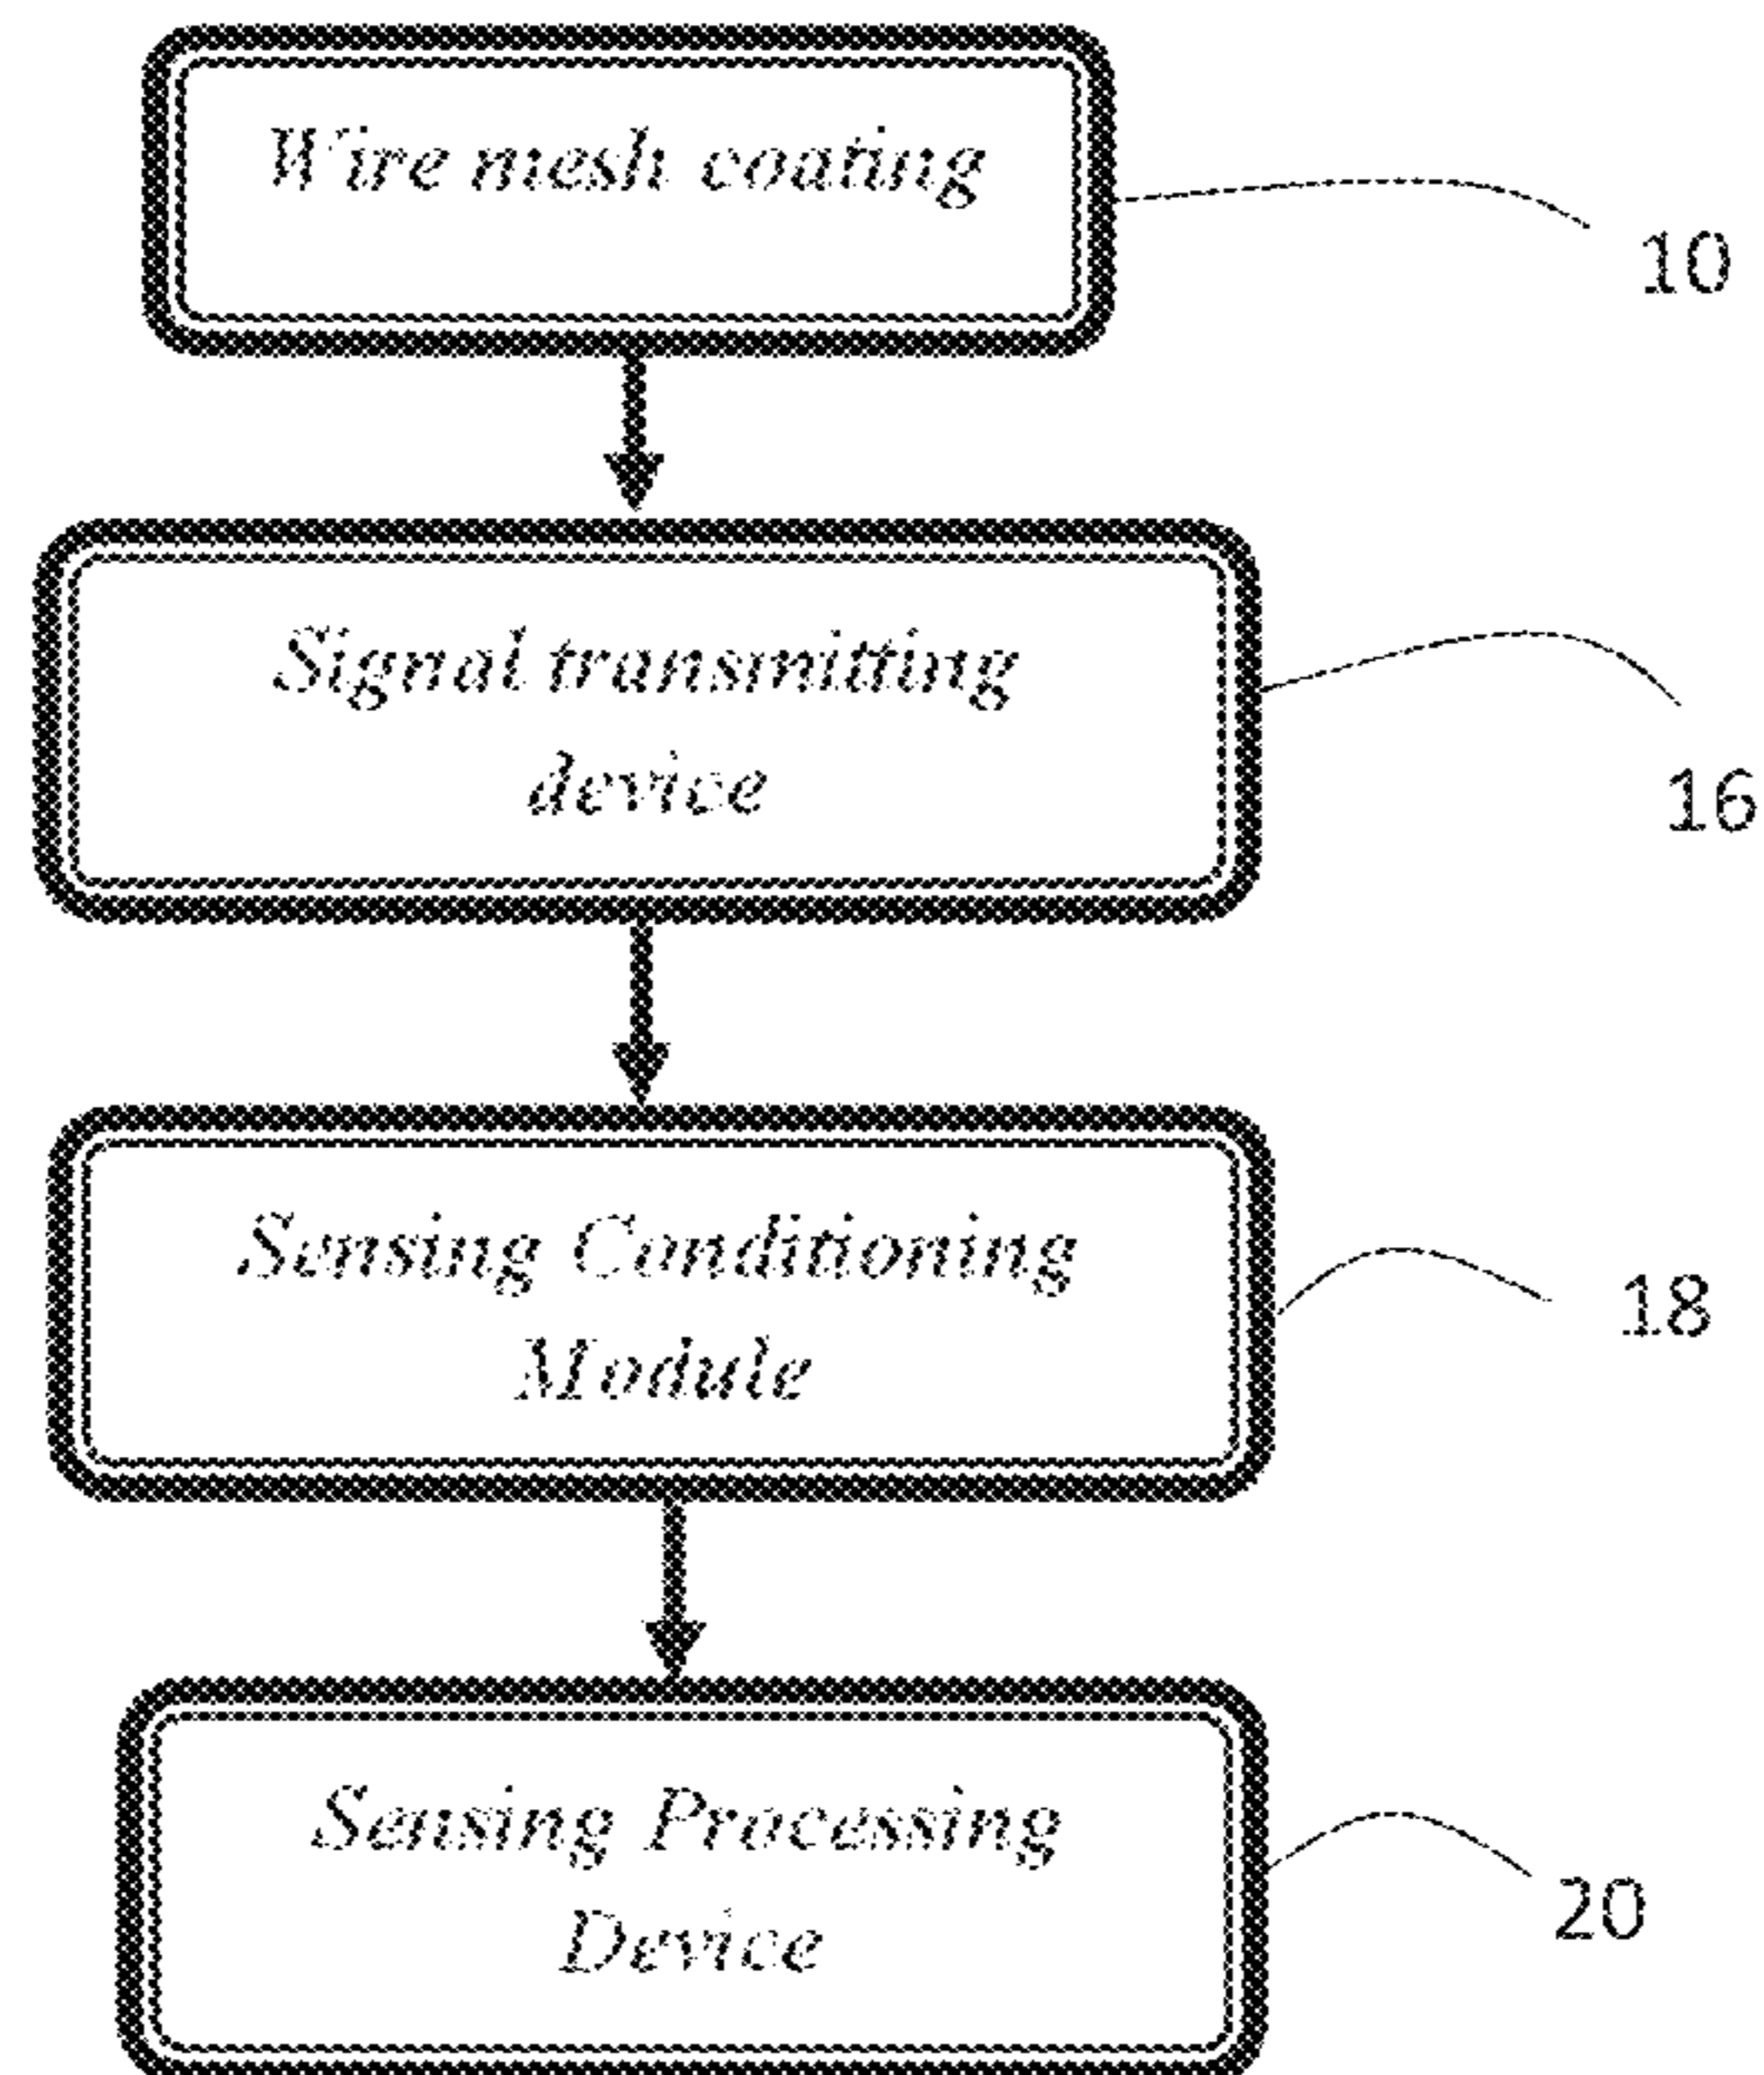 Wire mesh coating
10
Signal transmitting
device
16
Sensing Conditioning
Module
18
Sensing Processing
Device
20